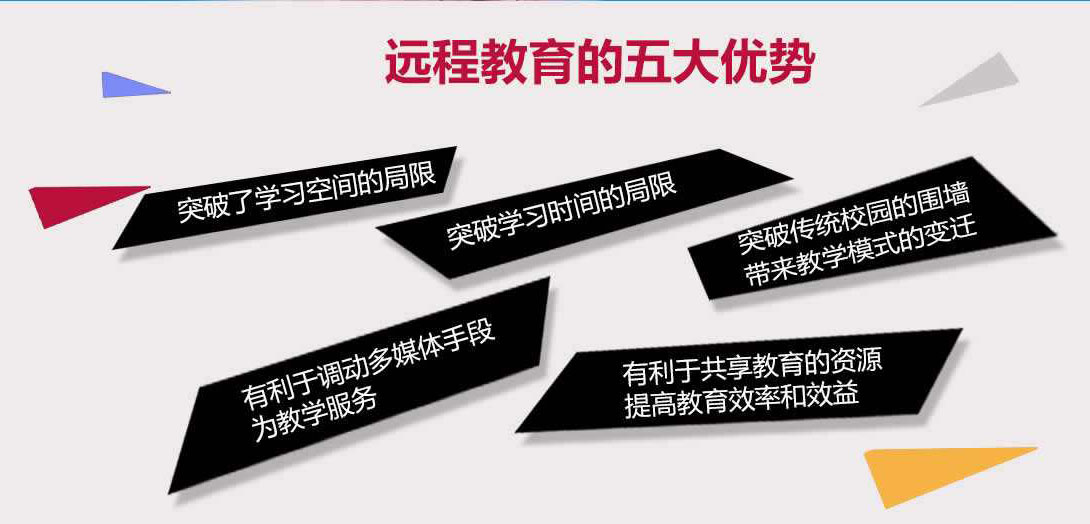 远程教育的五大优势
突破了学习空间的局限
突破学习时间的局限
突破传统校园的围墙
带来教学模式的变迁
有利于调动多媒体手段
为教学服务
有利于共享教育的资源
提高教育效率和效益